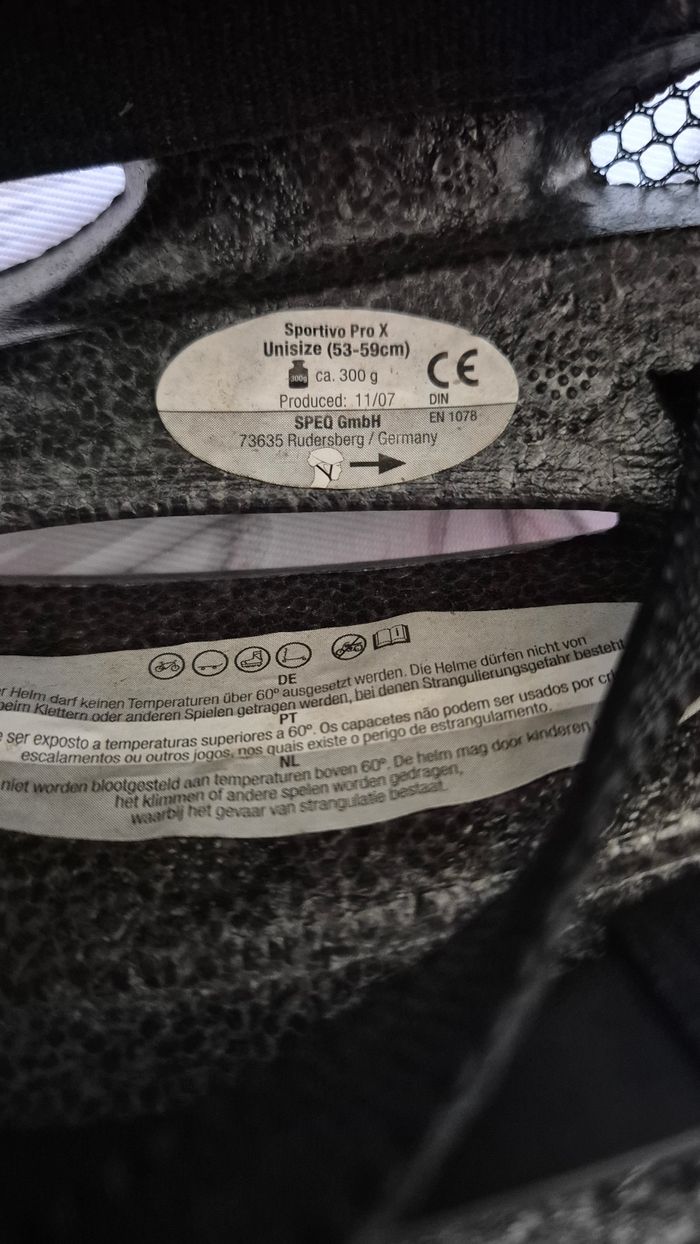 Sportivo Pro X
Unisize (53-59cm)
300g ca. 300 g
CE
Produced: 11/07
DIN
EN 1078
SPEQ GmbH
73635 Rudersberg / Germany
DE
Helm darf keinen Temperaturen über 60° ausgesetzt werden. Die Helme dürfen nicht von
beim Klettern oder anderen Spielen getragen werden, bei denen Strangulierungsgefahr besteht
PT
ser exposto a temperaturas superiores a 60º. Os capacetes não podem ser usados por
escalamentos ou outros jogos, nos quais existe o perigo de estrangulamento.
NL
niet worden blootgesteld aan temperaturen boven 60º. De helm mag door kinderen
het klimmen of andere spelen worden gedragen,
waarbij het gevaar van strangulatie bestaat.